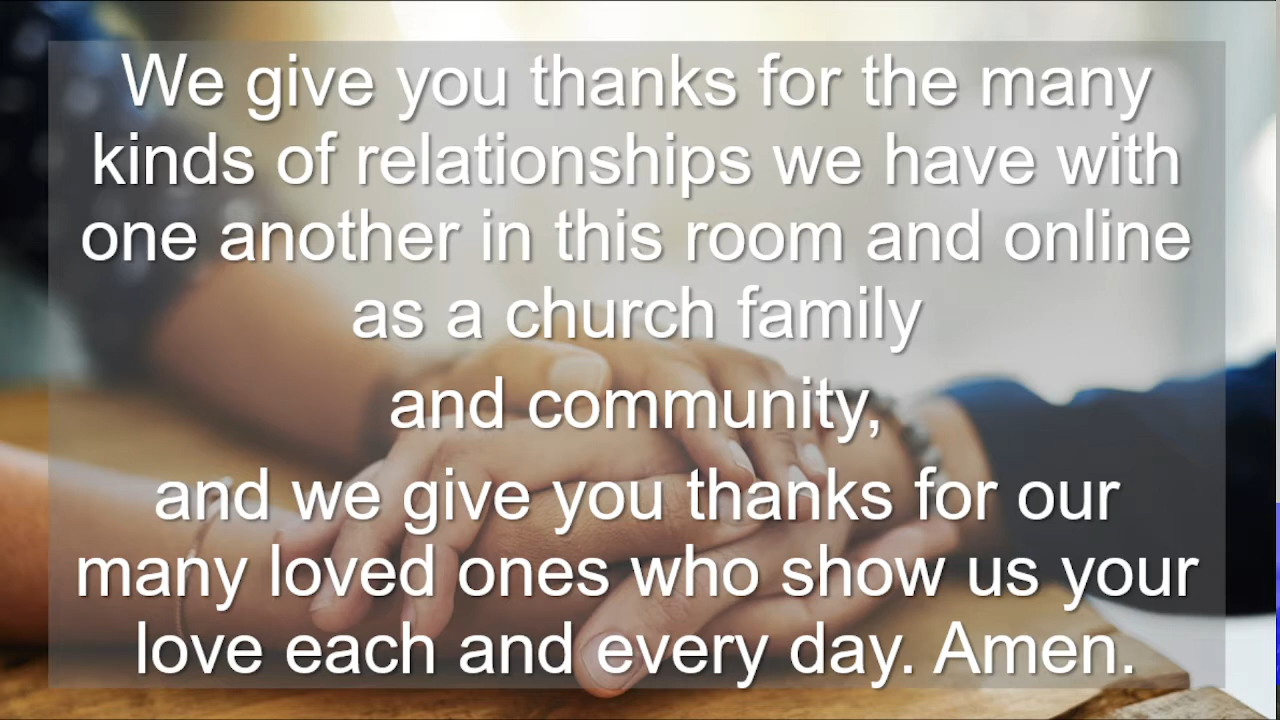 We give you thanks for the many
kinds of relationships we have with
one another in this room and online
as a church family
and community,
and we give you thanks for our
many loved ones who show us your
love each and every day. Amen.